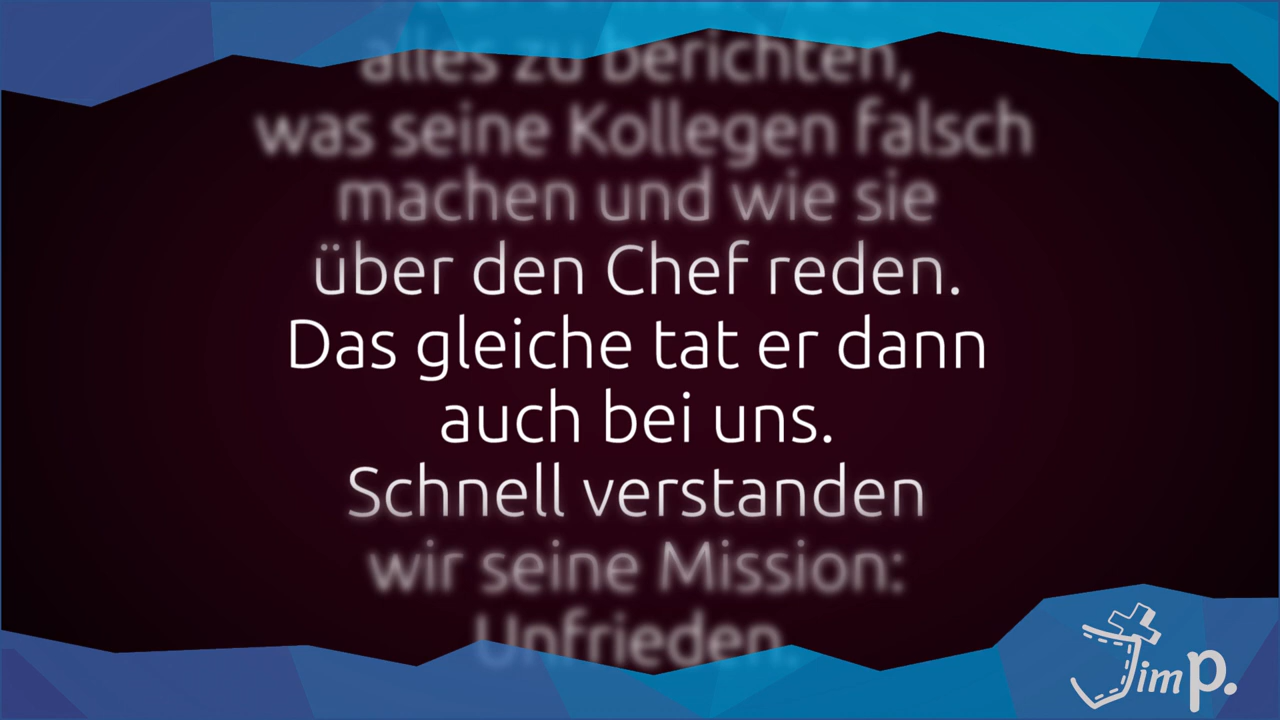 alles zu berichten,
was seine Kollegen falsch
machen und wie sie
über den Chef reden.
Das gleiche tat er dann
auch bei uns.
Schnell verstanden
wir seine Mission:
Unfrieden.
Jim P.